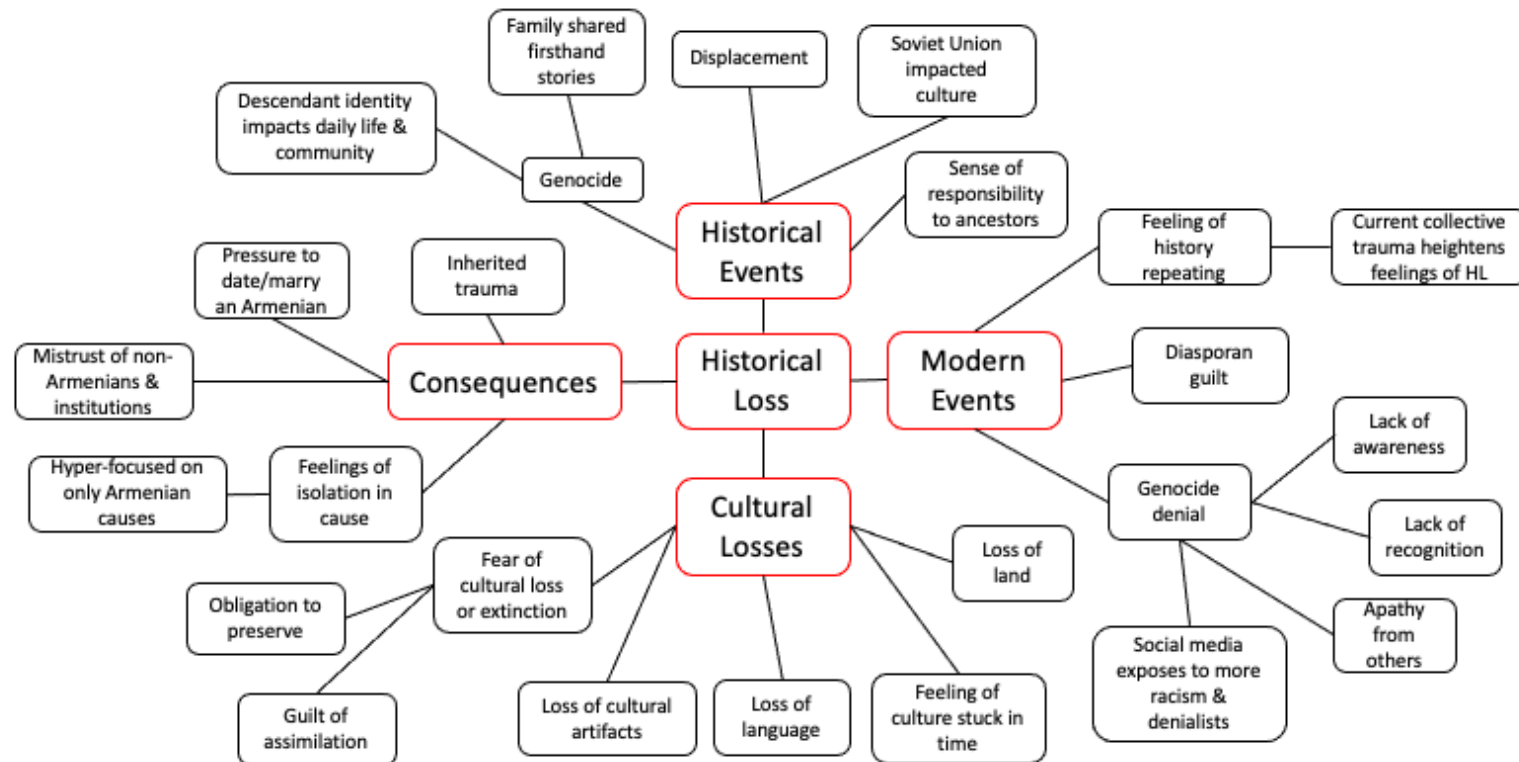 Family shared
firsthand
stories
Displacement
Soviet Union
impacted
culture
Descendant identity
impacts daily life &
community
Genocide
Sense of
responsibility
to ancestors
Historical
Events
Feeling of
history
repeating
Current collective
trauma heightens
feelings of HL
Pressure to
date/marry
an Armenian
Inherited
trauma
Mistrust of non-
Armenians &
institutions
Consequences
Historical
Loss
Modern
Events
Diasporan
guilt
Hyper-focused on
only Armenian
causes
Feelings of
isolation in
cause
Cultural
Losses
Genocide
denial
Lack of
awareness
Lack of
recognition
Apathy
from
others
Social media
exposes to more
racism &
denialists
Fear of
cultural loss
or extinction
Loss of
land
Obligation to
preserve
Guilt of
assimilation
Loss of cultural
artifacts
Loss of
language
Feeling of
culture stuck in
time